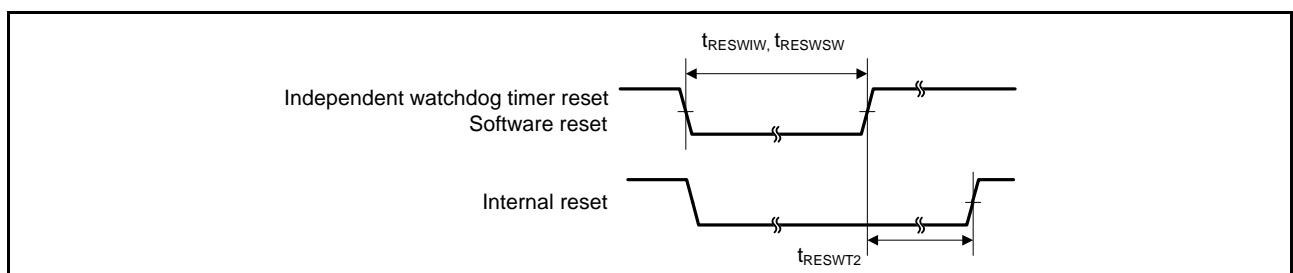 tRESWIW, tRESWSW
Independent watchdog timer reset
Software reset
Internal reset
tRESWT2